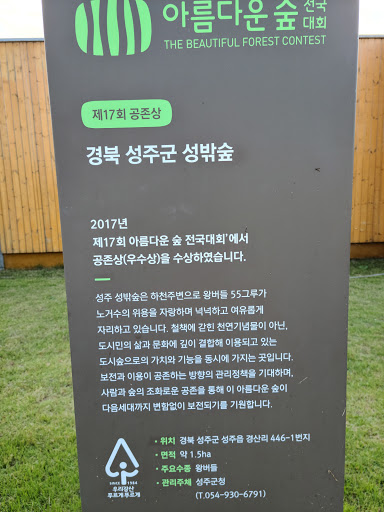 아름다운 숲 전국대회
THE BEAUTIFUL FOREST CONTEST
제17회 공존상
경북 성주군 성밖숲
2017년
제17회 아름다운 숲 전국대회'에서
공존상(우수상)을 수상하였습니다.
성주 성밖숲은 하천주변으로 왕버들 55그루가
노거수의 위용을 자랑하며 넉넉하고 여유롭게
자리하고 있습니다. 철책에 갇힌 천연기념물이 아닌,
도시민의 삶과 문화에 깊이 결합해 이용되고 있는
도시숲으로의 가치와 기능을 동시에 가지는 곳입니다.
보전과 이용이 공존하는 방향의 관리정책을 기대하며,
사람과 숲의 조화로운 공존을 통해 이 아름다운 숲이
다음세대까지 변함없이 보전되기를 기원합니다.
• 위치 경북 성주군 성주읍 경산리 446-1번지
• 면적 약 1.5ha
• 주요수종 왕버들
• 관리주체 성주군청
(T.054-930-6791)
SINCE 1984
우리강산
푸르게푸르게